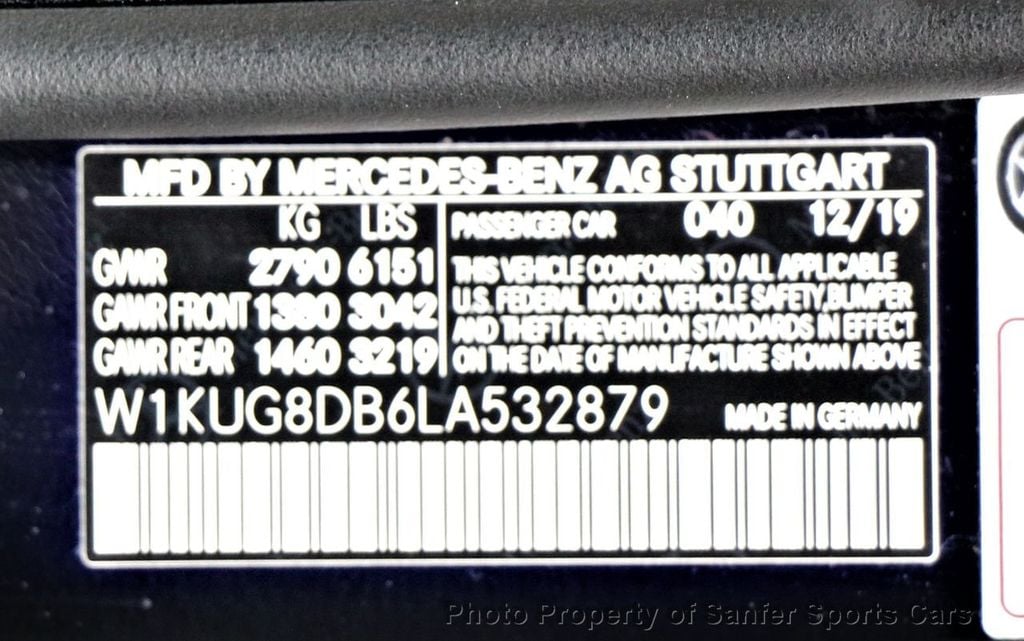 MFD BY MERCEDES-BENZ AG STUTTGART
KG LBS
GVWR 2790 6151
GAWR FRONT 1380 3042
GAWR REAR 1460 3219
PASSENGER CAR 040 12/19
THIS VEHICLE CONFORMS TO ALL APPLICABLE
U.S. FEDERAL MOTOR VEHICLE SAFETY,BUMPER
AND THEFT PREVENTION STANDARDS IN EFFECT
ON THE DATE OF MANUFACTURE SHOWN ABOVE
W1KUG8DB6LA532879
MADE IN GERMANY
Photo Property of Sanfer Sports Cars